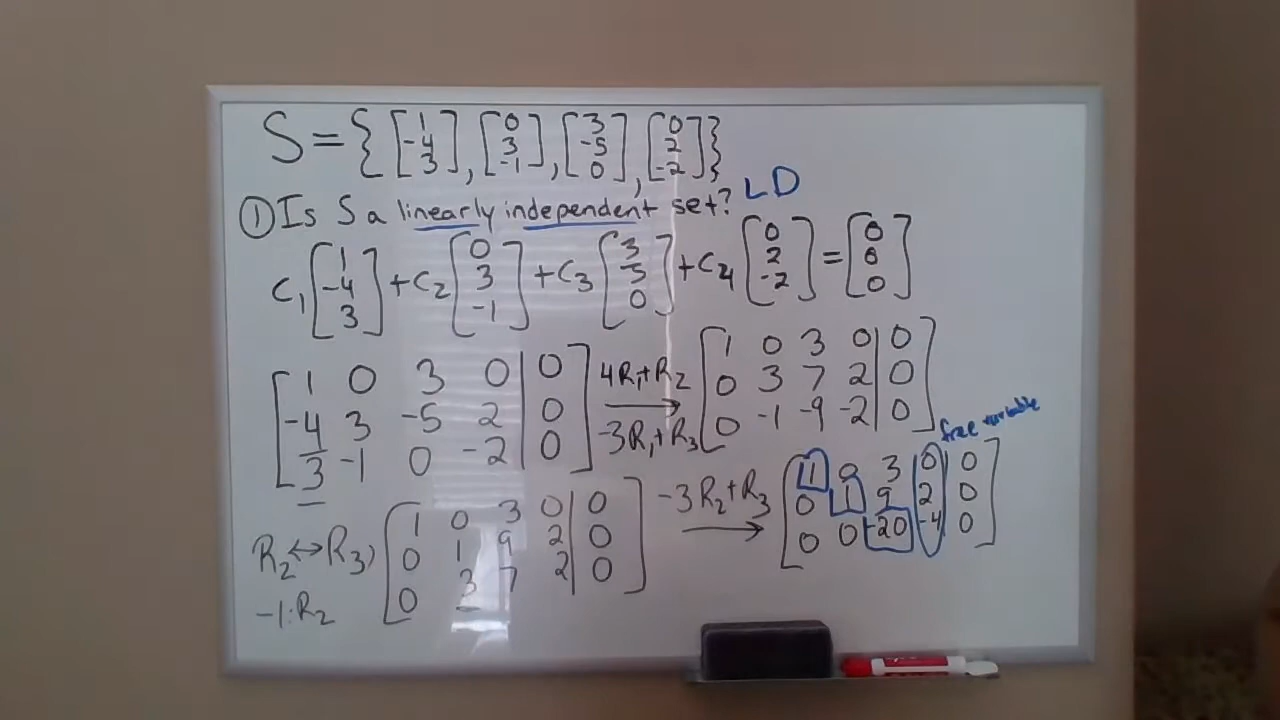 S = { [1 -4 3], [0 3 -1], [3 -5 0], [0 2 -2] }
① Is S a linearly independent set? LD
C₁ [1 -4 3] + C₂ [0 3 -1] + C₃ [3 -5 0] + C₄ [0 2 -2] = [0 0 0]
[ 1 0 3 0 | 0
-4 3 -5 2 | 0
3 -1 0 -2 | 0 ]
4R₁+R₂
→
-3R₁+R₃
[ 1 0 3 0 | 0
0 3 7 2 | 0
0 -1 -9 -2 | 0 ]
R₂ ↔ R₃)
-1·R₂
[ 1 0 3 0 | 0
0 1 9 2 | 0
0 3 7 2 | 0 ]
-3R₂+R₃
→
free variable
[ 1 0 3 0 | 0
0 1 9 2 | 0
0 0 -20 -4 | 0 ]